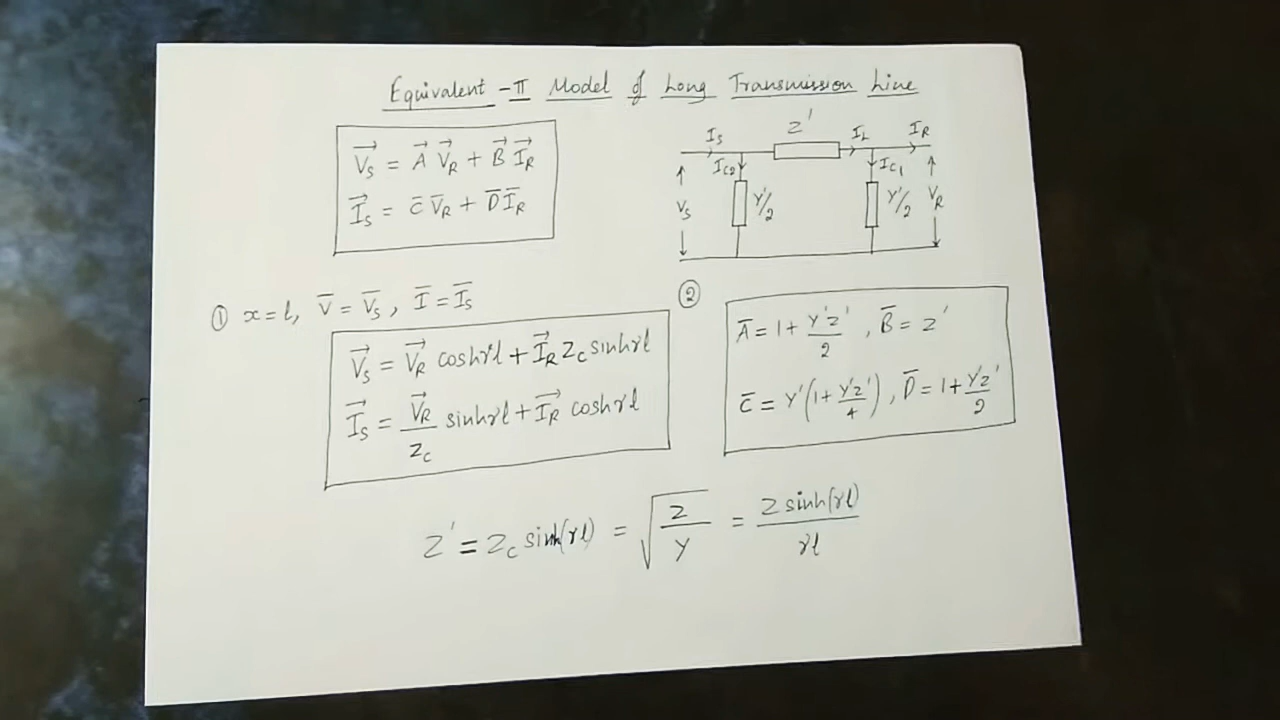 Equivalent -π Model of Long Transmission Line
V⃗s = A⃗ V⃗R + B⃗ I⃗R
I⃗s = C̄ V̄R + D̄ ĪR
Is Z' IL IR
Ic2 Ic1
Vs Y'/2 Y'/2 VR
① x = l, V̄ = V̄s, Ī = Īs
V⃗s = V⃗R coshγl + I⃗R Zc sinhγl
I⃗s = V⃗R/Zc sinhγl + I⃗R coshγl
②
Ā = 1 + Y'Z'/2, B̄ = Z'
C̄ = Y'(1 + Y'Z'/4), D̄ = 1 + Y'Z'/2
Z' = Zc sinh(γl) = √(Z/Y) = Z sinh(γl)/γl